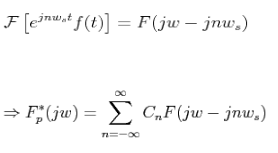 \mathcal{F}\left[e^{jnw_s t}f(t)\right] = F(jw - jnw_s)
\Rightarrow F_p^*(jw) = \sum_{n=-\infty}^{\infty} C_n F(jw - jnw_s)